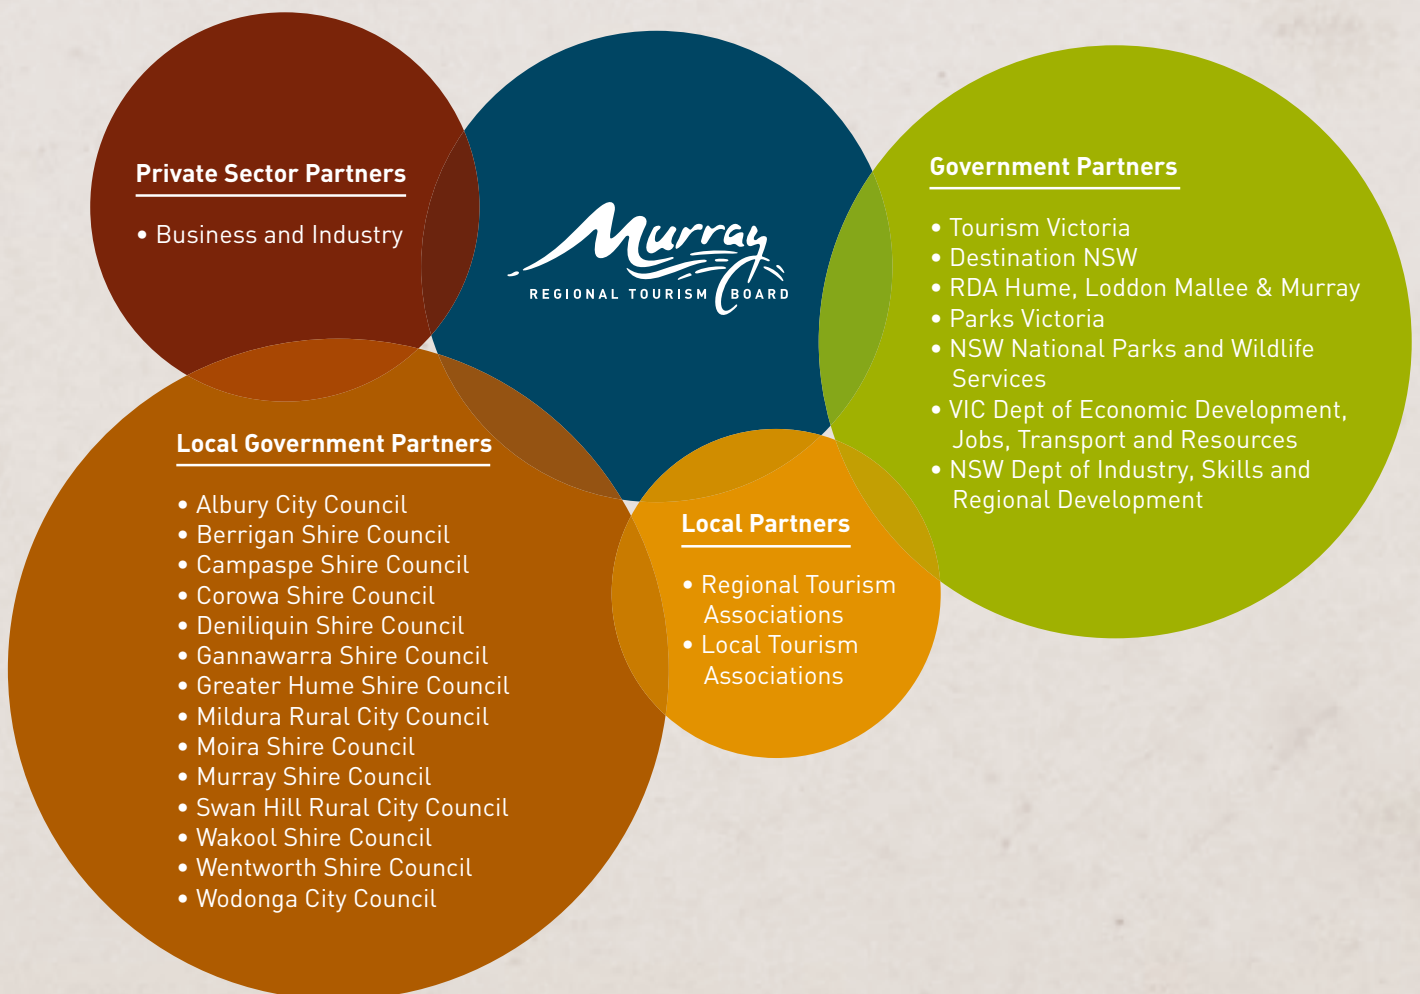 Private Sector Partners
• Business and Industry
Murray
REGIONAL TOURISM BOARD
Government Partners
• Tourism Victoria
• Destination NSW
• RDA Hume, Loddon Mallee & Murray
• Parks Victoria
• NSW National Parks and Wildlife
Services
• VIC Dept of Economic Development,
Jobs, Transport and Resources
• NSW Dept of Industry, Skills and
Regional Development
Local Government Partners
• Albury City Council
• Berrigan Shire Council
• Campaspe Shire Council
• Corowa Shire Council
• Deniliquin Shire Council
• Gannawarra Shire Council
• Greater Hume Shire Council
• Mildura Rural City Council
• Moira Shire Council
• Murray Shire Council
• Swan Hill Rural City Council
• Wakool Shire Council
• Wentworth Shire Council
• Wodonga City Council
Local Partners
• Regional Tourism
Associations
• Local Tourism
Associations